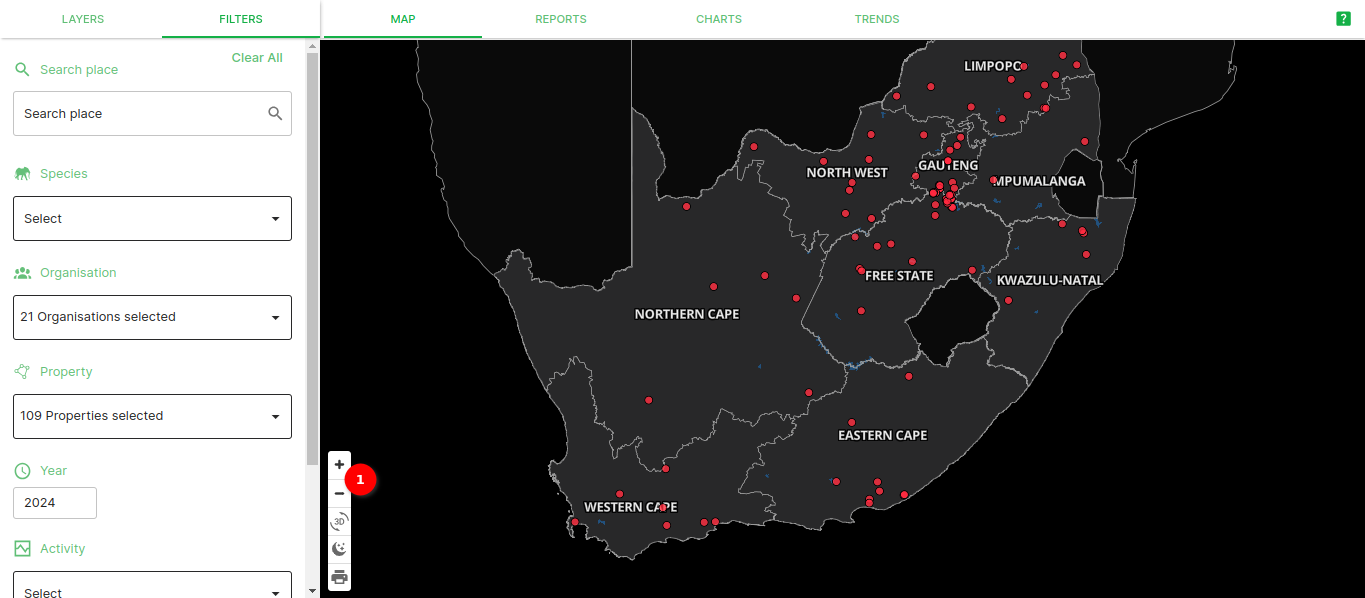 LAYERS
FILTERS
MAP
REPORTS
CHARTS
TRENDS
?
Clear All
Search place
Search place
Species
Select
Organisation
21 Organisations selected
Property
109 Properties selected
Year
2024
Activity
Select
LIMPOPO
GAUTENG
NORTH WEST
MPUMALANGA
FREE STATE
KWAZULU-NATAL
NORTHERN CAPE
EASTERN CAPE
WESTERN CAPE
+
1
−
3D